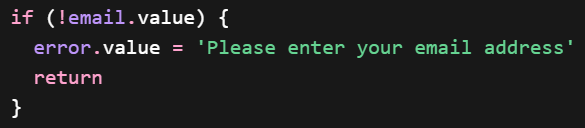 if (!email.value) {
  error.value = 'Please enter your email address'
  return
}